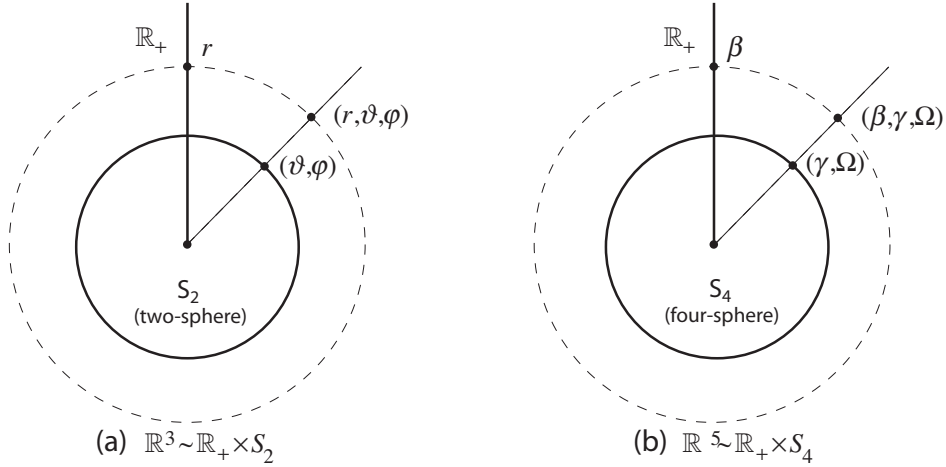 ℝ₊ r
(r,ϑ,φ)
(ϑ,φ)
S₂
(two-sphere)
(a) ℝ³~ℝ₊×S₂
ℝ₊ β
(β,γ,Ω)
(γ,Ω)
S₄
(four-sphere)
(b) ℝ⁵~ℝ₊×S₄